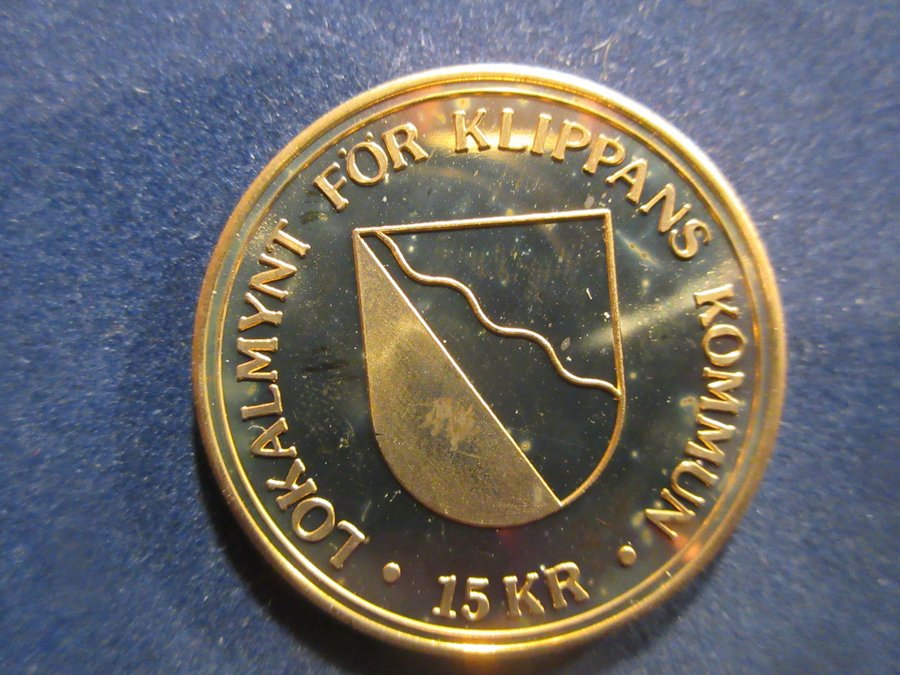 LOKALMYNT FÖR KLIPPANS KOMMUN
• 15 KR •